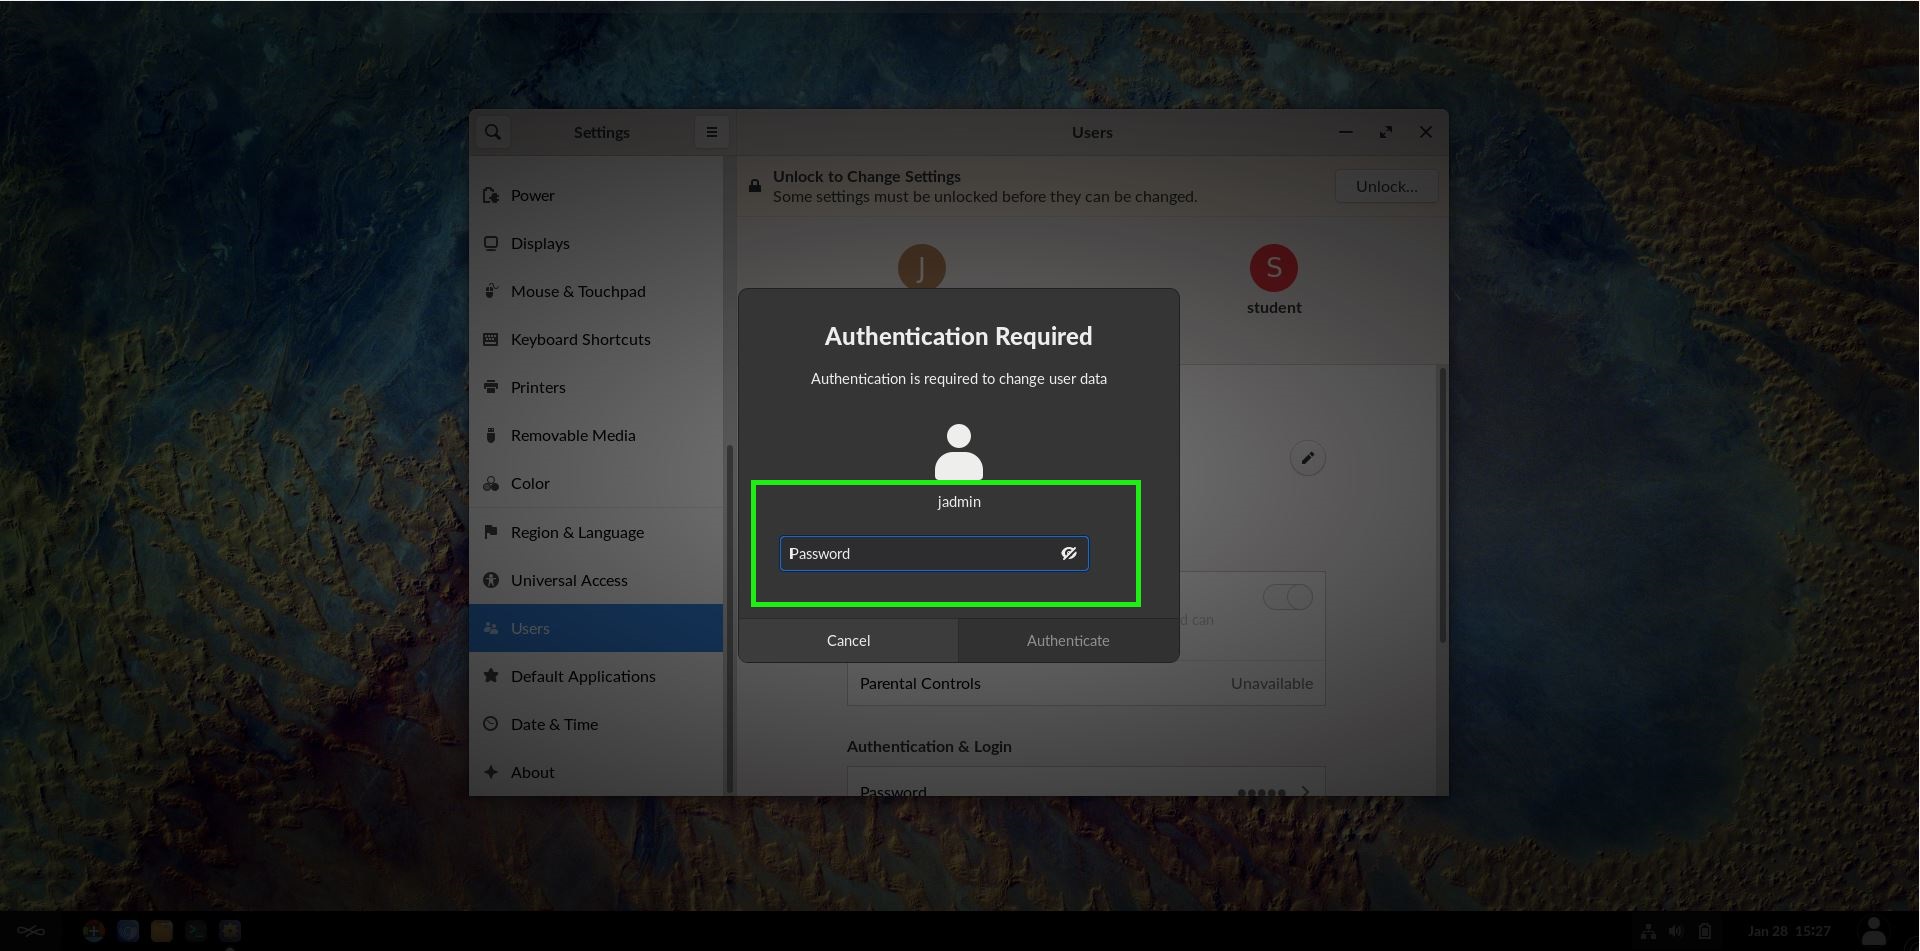 Settings
Users
Unlock to Change Settings
Some settings must be unlocked before they can be changed.
Unlock...
Power
Displays
Mouse & Touchpad
Keyboard Shortcuts
Printers
Removable Media
Color
Region & Language
Universal Access
Users
Default Applications
Date & Time
About
J
S
student
Authentication Required
Authentication is required to change user data
jadmin
Password
Cancel
Authenticate
d can
Parental Controls
Unavailable
Authentication & Login
Password
Jan 28 15:27